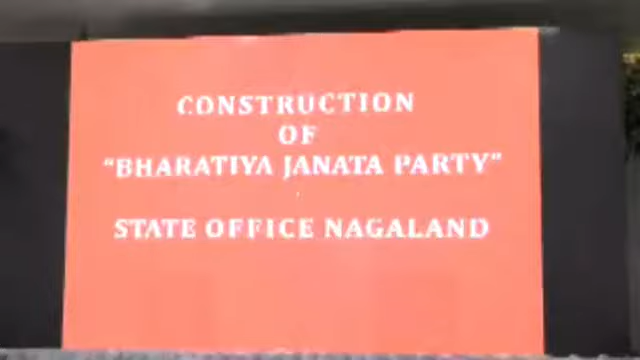 CONSTRUCTION
OF
"BHARATIYA JANATA PARTY"
STATE OFFICE NAGALAND